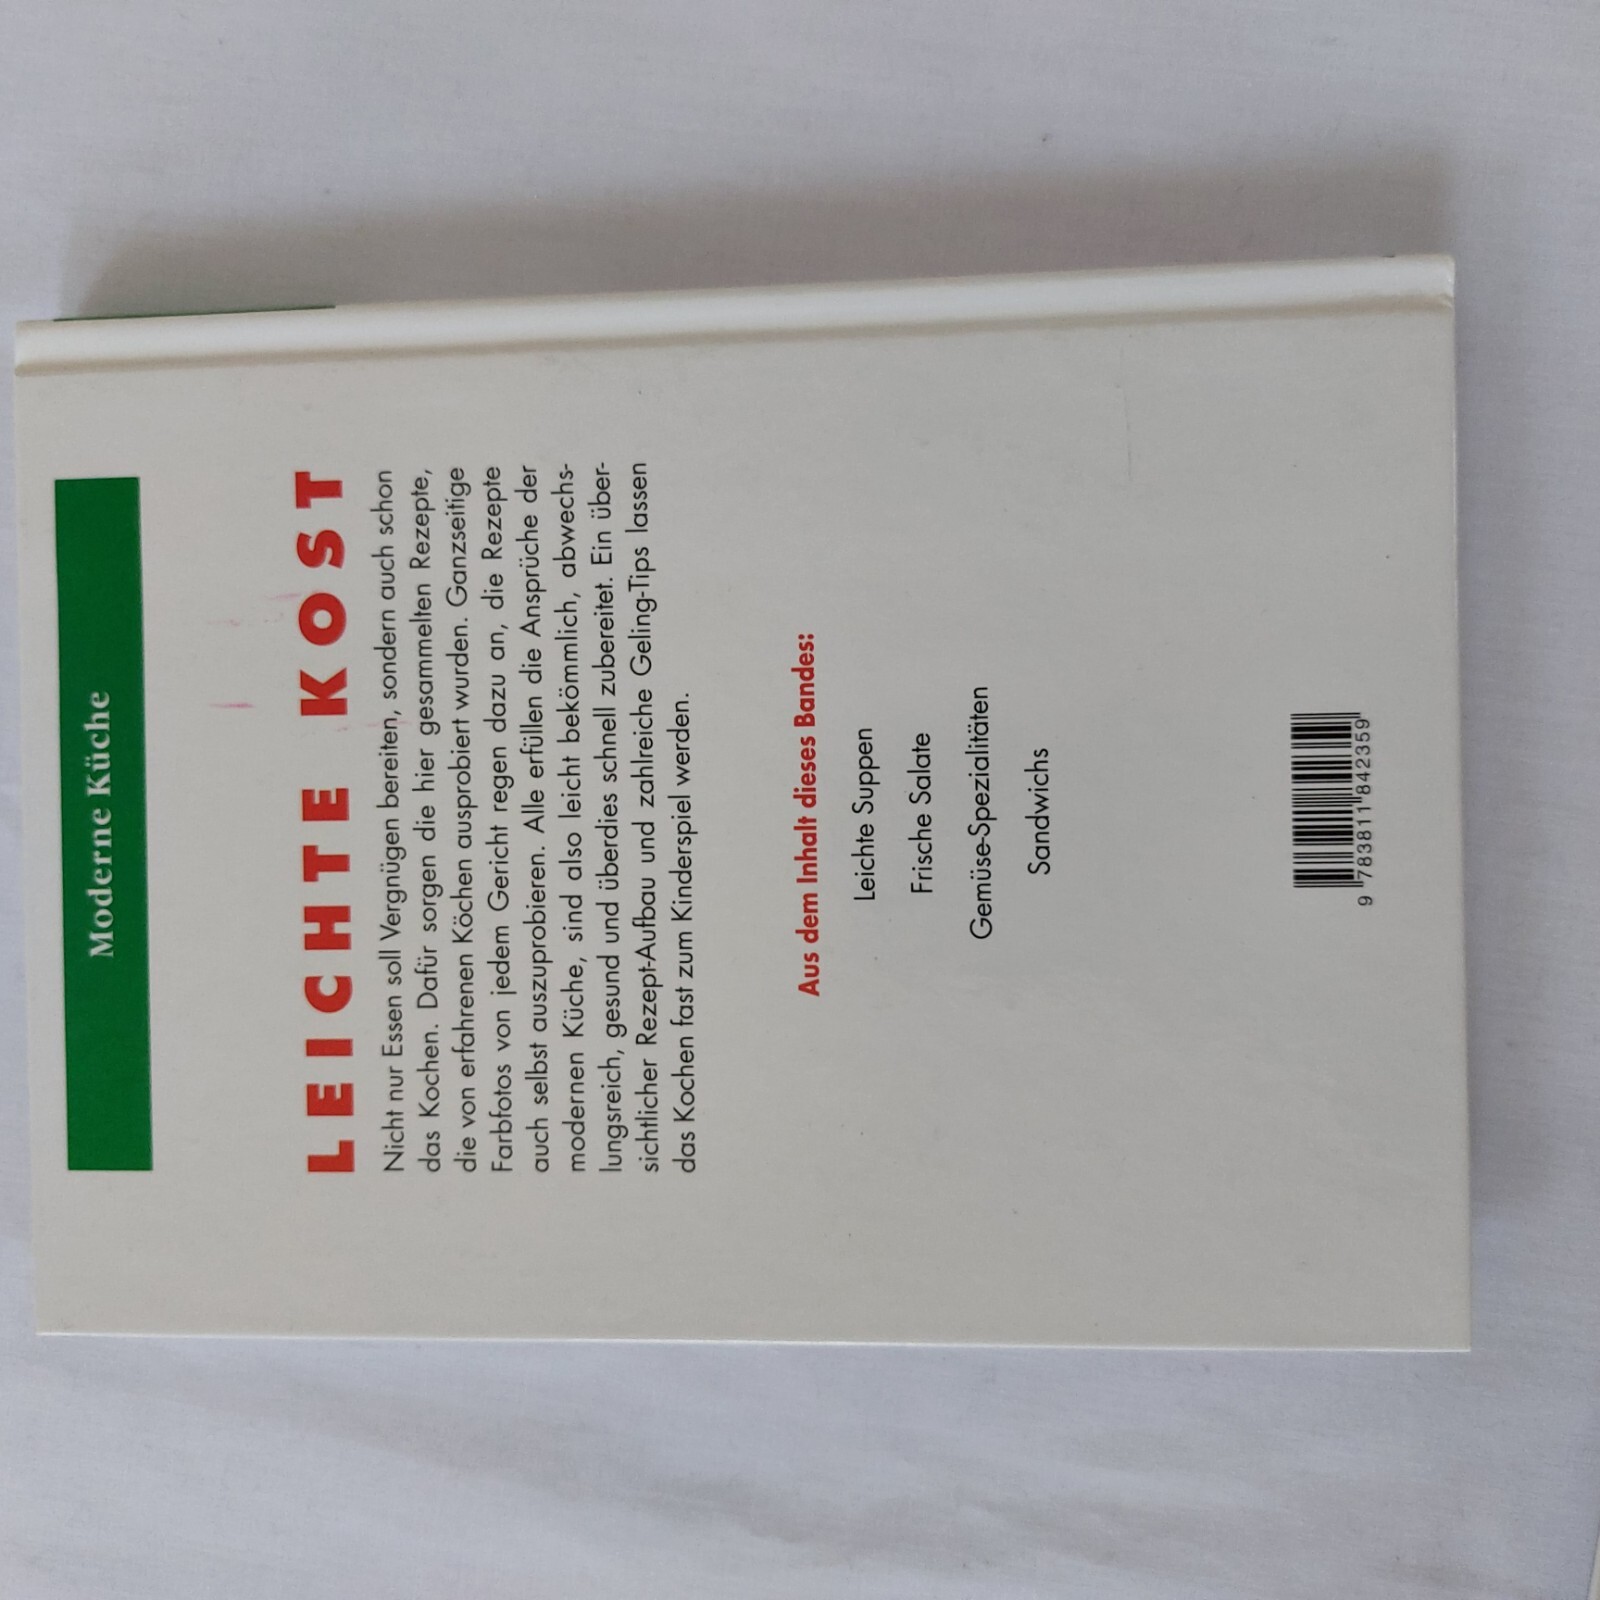 Moderne Küche
LEICHTE KOST
Nicht nur Essen soll Vergnügen bereiten, sondern auch schon
das Kochen. Dafür sorgen die hier gesammelten Rezepte,
die von erfahrenen Köchen ausprobiert wurden. Ganzseitige
Farbfotos von jedem Gericht regen dazu an, die Rezepte
auch selbst auszuprobieren. Alle erfüllen die Ansprüche der
modernen Küche, sind also leicht bekömmlich, abwechs-
lungsreich, gesund und überdies schnell zubereitet. Ein über-
sichtlicher Rezept-Aufbau und zahlreiche Geling-Tips lassen
das Kochen fast zum Kinderspiel werden.
Aus dem Inhalt dieses Bandes:
Leichte Suppen
Frische Salate
Gemüse-Spezialitäten
Sandwichs
9 783811 842359